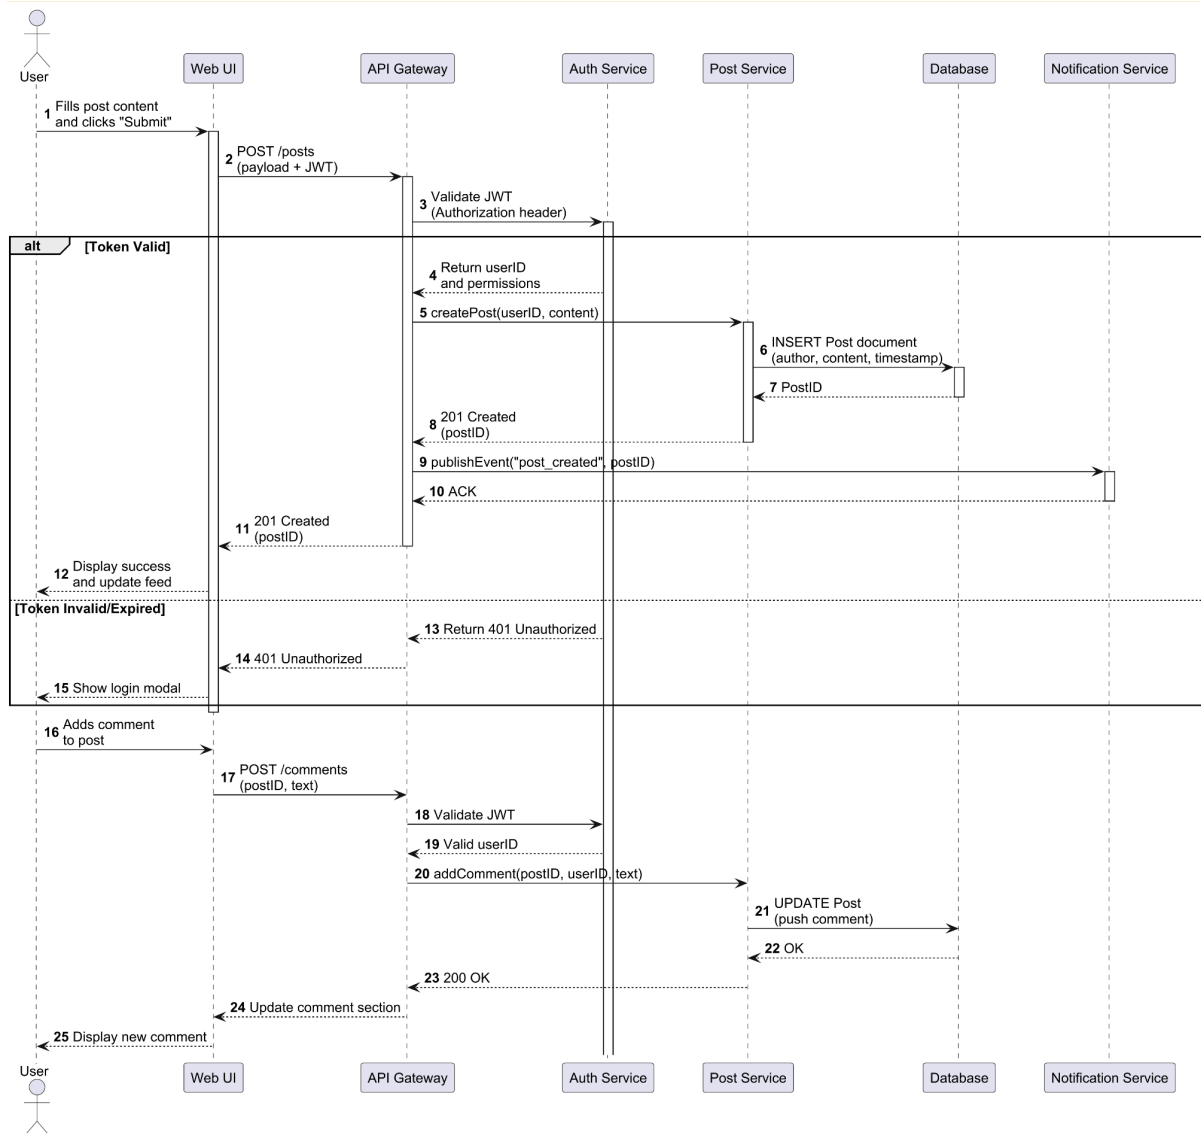 User
Web UI
API Gateway
Auth Service
Post Service
Database
Notification Service
1 Fills post content
and clicks "Submit"
2 POST /posts
(payload + JWT)
3 Validate JWT
(Authorization header)
alt [Token Valid]
4 Return userID
and permissions
5 createPost(userID, content)
6 INSERT Post document
(author, content, timestamp)
7 PostID
8 201 Created
(postID)
9 publishEvent("post_created", postID)
10 ACK
11 201 Created
(postID)
12 Display success
and update feed
[Token Invalid/Expired]
13 Return 401 Unauthorized
14 401 Unauthorized
15 Show login modal
16 Adds comment
to post
17 POST /comments
(postID, text)
18 Validate JWT
19 Valid userID
20 addComment(postID, userID, text)
21 UPDATE Post
(push comment)
22 OK
23 200 OK
24 Update comment section
25 Display new comment
User
Web UI
API Gateway
Auth Service
Post Service
Database
Notification Service